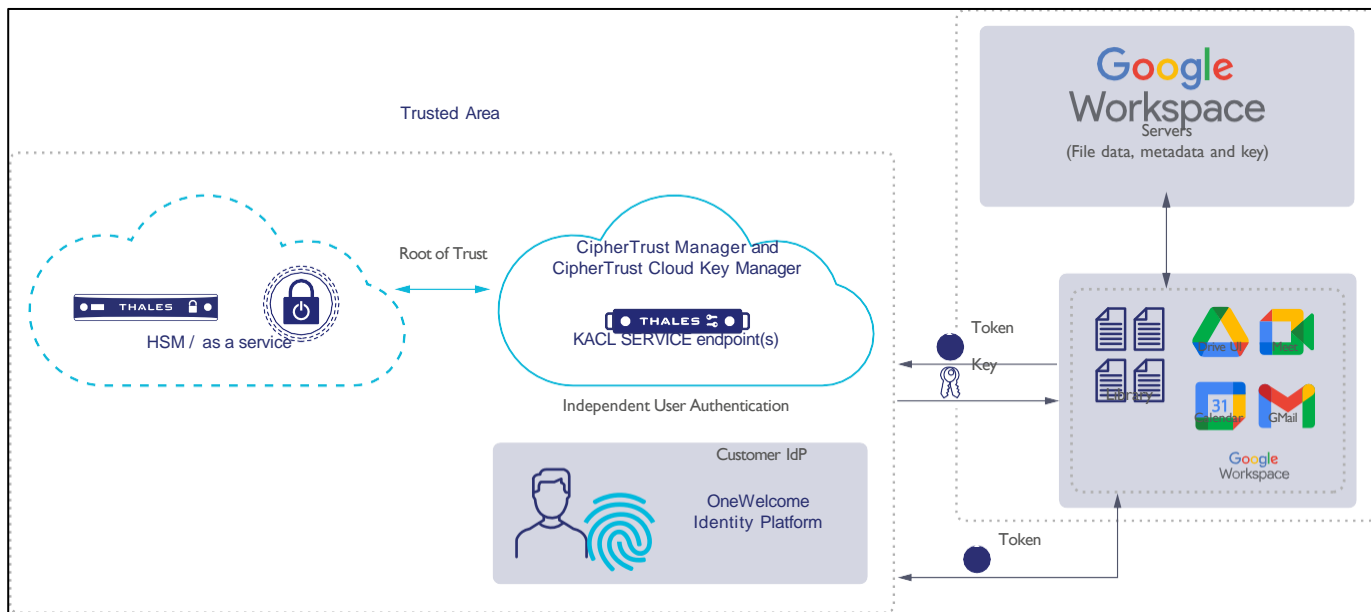 Google
Workspace
Servers
(File data, metadata and key)
Trusted Area
Root of Trust
CipherTrust Manager and
CipherTrust Cloud Key Manager
THALES
HSM / as a service
THALES
KACL SERVICE endpoint(s)
Token
Key
Drive UI
Meet
Library
31
Calendar
GMail
Google
Workspace
Independent User Authentication
Customer IdP
OneWelcome
Identity Platform
Token